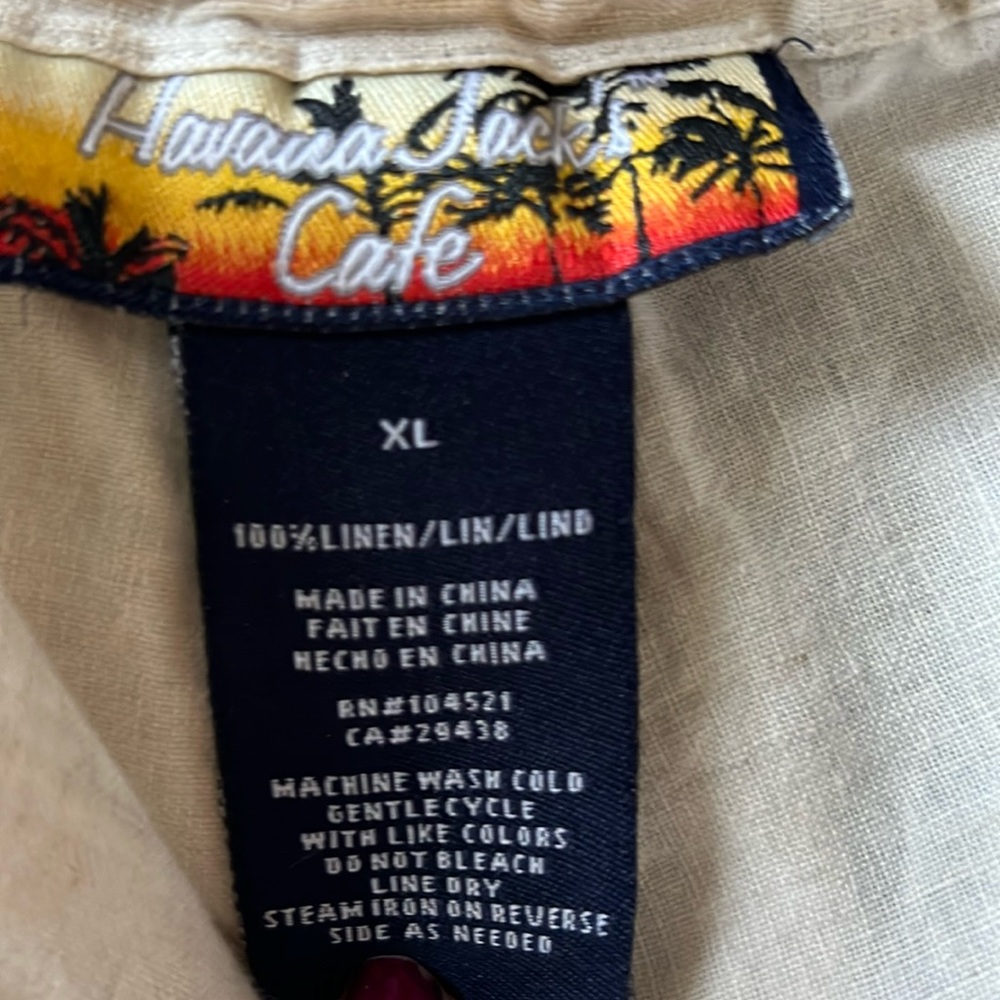 Havana Jack's™
Cafe
XL
100%LINEN/LIN/LINO
MADE IN CHINA
FAIT EN CHINE
HECHO EN CHINA
RN#104521
CA#29438
MACHINE WASH COLD
GENTLE CYCLE
WITH LIKE COLORS
DO NOT BLEACH
LINE DRY
STEAM IRON ON REVERSE
SIDE AS NEEDED